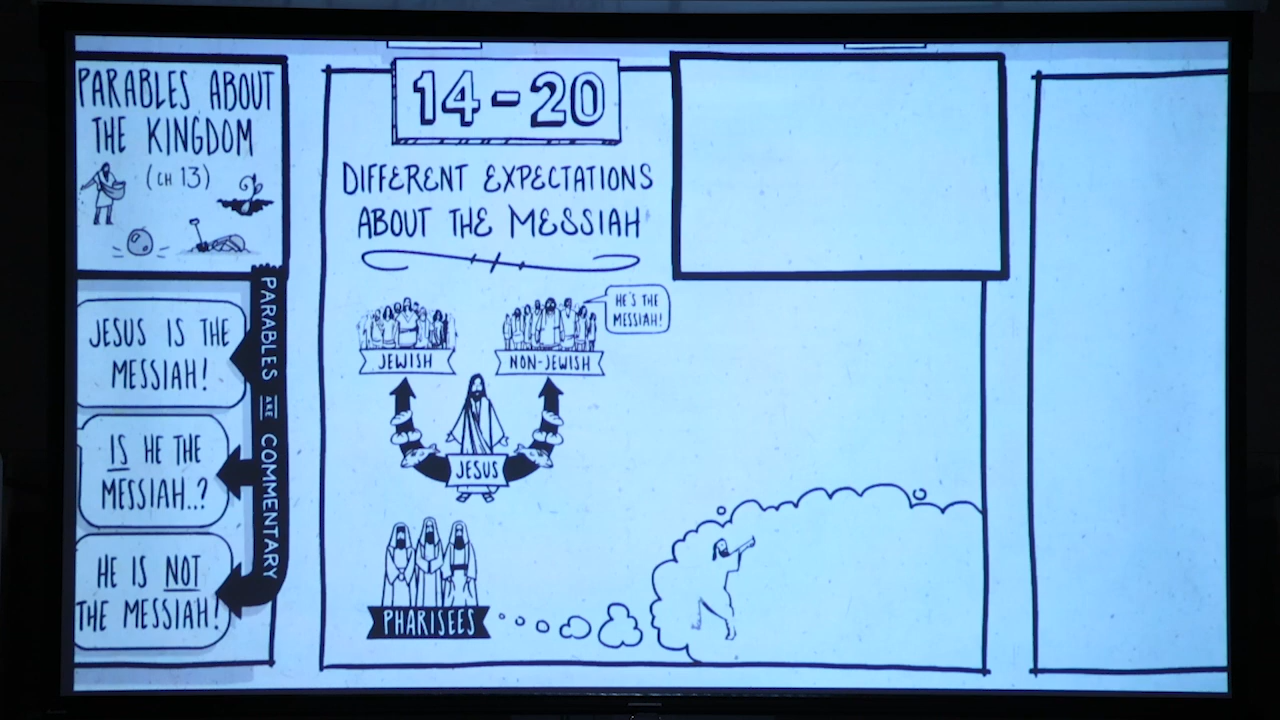 PARABLES ABOUT
THE KINGDOM
(CH 13)
JESUS IS THE
MESSIAH!
IS HE THE
MESSIAH..?
HE IS NOT
THE MESSIAH!
PARABLES ARE COMMENTARY
14-20
DIFFERENT EXPECTATIONS
ABOUT THE MESSIAH
JEWISH
NON-JEWISH
HE'S THE
MESSIAH!
JESUS
PHARISEES